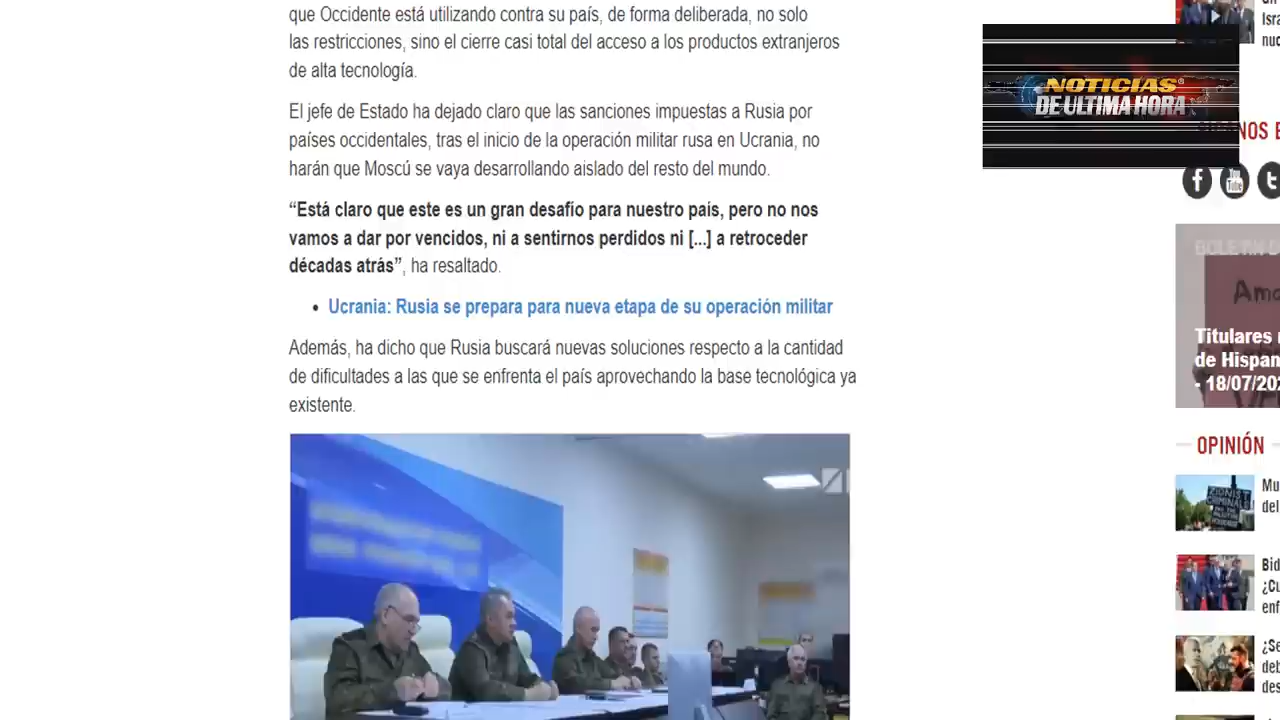 que Occidente está utilizando contra su país, de forma deliberada, no solo
las restricciones, sino el cierre casi total del acceso a los productos extranjeros
de alta tecnología.
El jefe de Estado ha dejado claro que las sanciones impuestas a Rusia por
países occidentales, tras el inicio de la operación militar rusa en Ucrania, no
harán que Moscú se vaya desarrollando aislado del resto del mundo.
“Está claro que este es un gran desafío para nuestro país, pero no nos
vamos a dar por vencidos, ni a sentirnos perdidos ni [...] a retroceder
décadas atrás”, ha resaltado.
• Ucrania: Rusia se prepara para nueva etapa de su operación militar
Además, ha dicho que Rusia buscará nuevas soluciones respecto a la cantidad
de dificultades a las que se enfrenta el país aprovechando la base tecnológica ya
existente.
NOTICIAS
DE ULTIMA HORA
NOS E
f You Tube t
BOLETIN D
Titulares
de Hispan
- 18/07/20
OPINIÓN
ZIONIST
CRIMINALS
Mu
del
Bid
¿Cu
enf
¿Se
deb
des